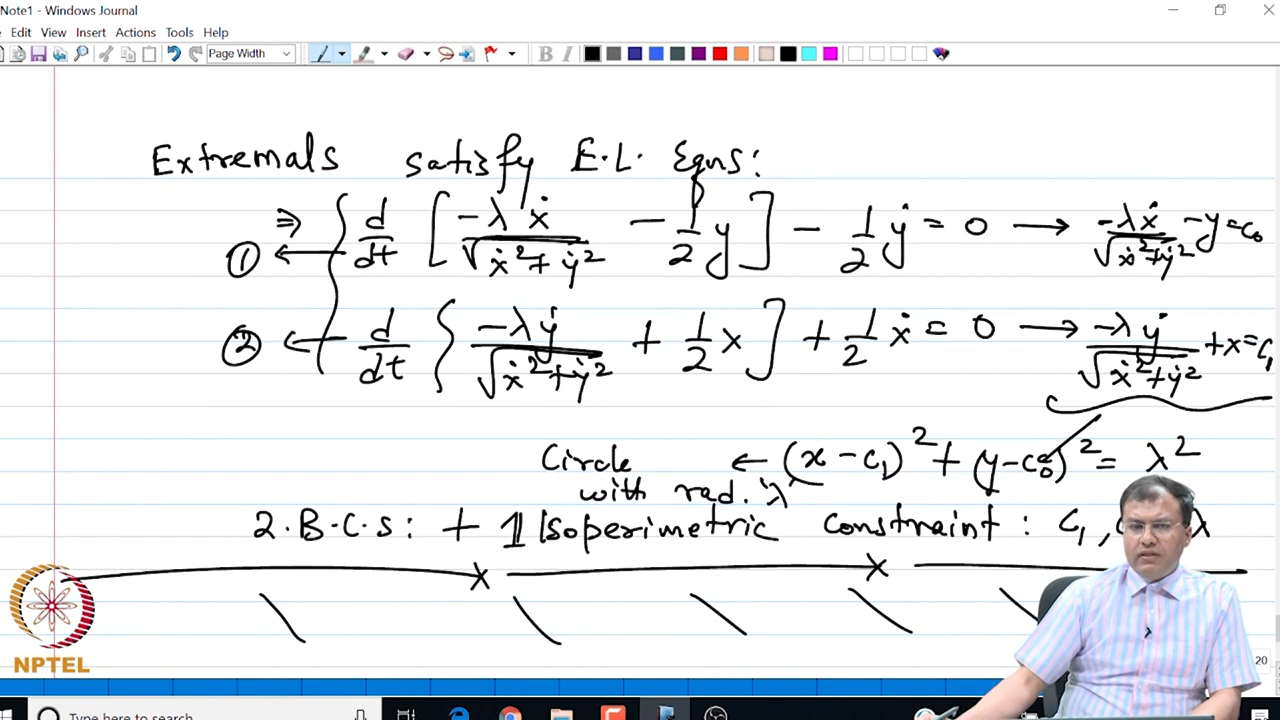 Note1 - Windows Journal
Edit View Insert Actions Tools Help
Page Width
Extremals satisfy E.L. Eqns:
① ← ⇒ { d/dt [ -λẋ/√(ẋ²+ẏ²) - 1/2 y ] - 1/2 ẏ = 0 → -λẋ/√(ẋ²+ẏ²) - y = c₀
② ← d/dt { -λẏ/√(ẋ²+ẏ²) + 1/2 x ] + 1/2 ẋ = 0 → -λẏ/√(ẋ²+ẏ²) + x = c₁
Circle ← (x - c₁)² + (y - c₀)² = λ²
with rad. 'λ'
2.B.C.s: + 1 Isoperimetric constraint: c₁, λ
NPTEL
20
Type here to search